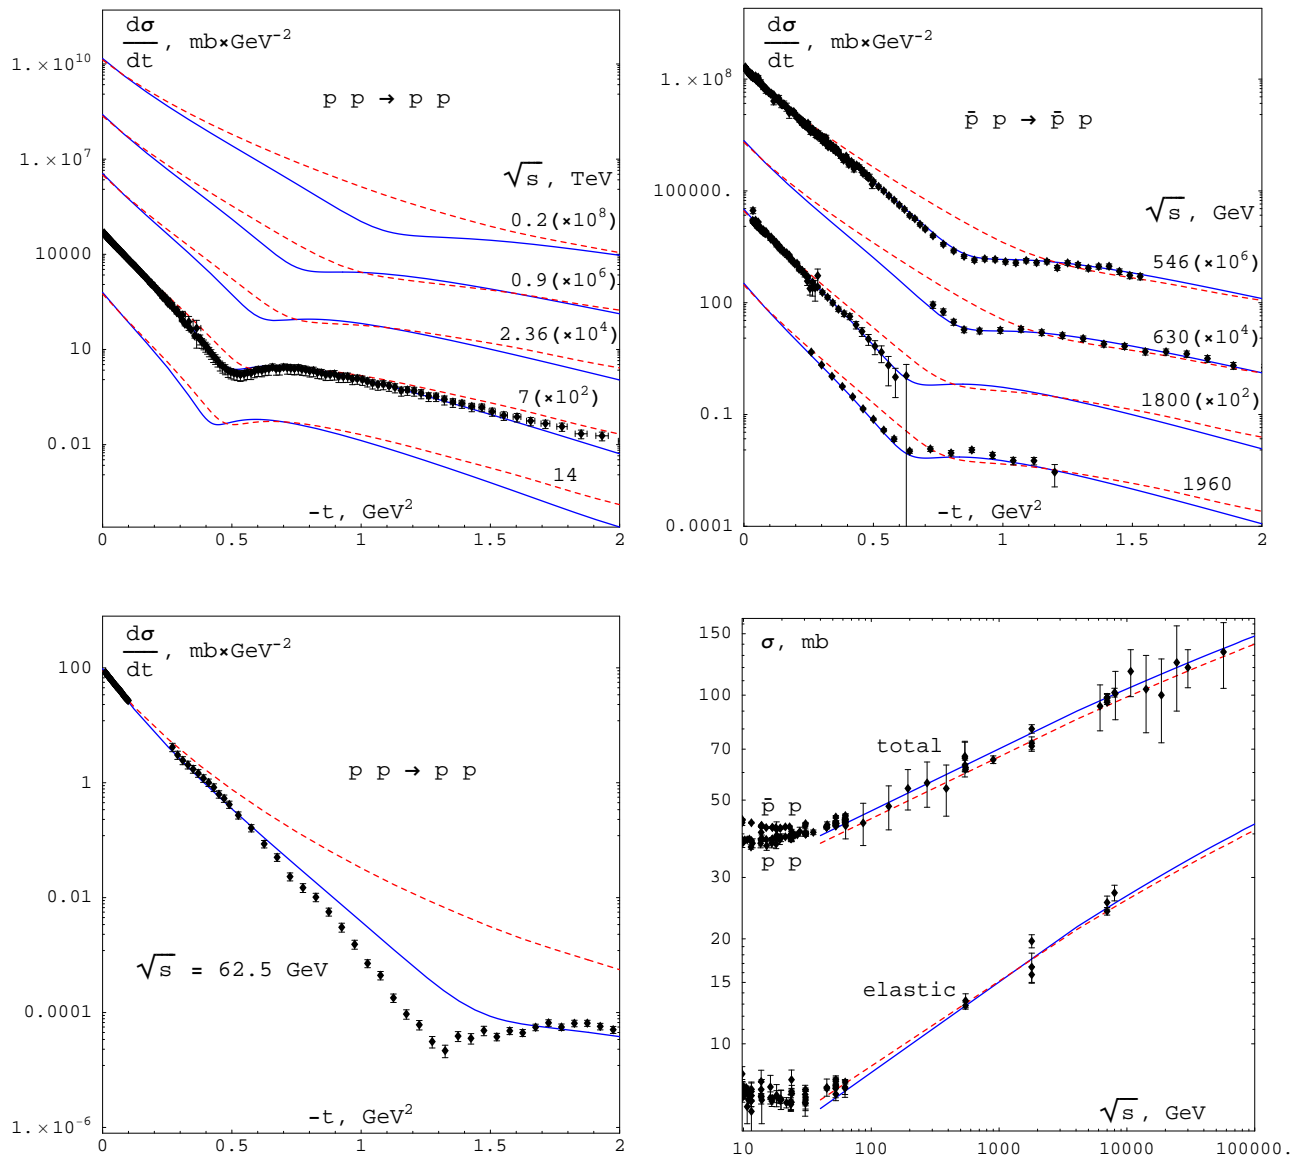 dσ/dt, mb×GeV⁻²
1.×10¹⁰
p p → p p
1.×10⁷
√s, TeV
0.2(×10⁸)
10000
0.9(×10⁶)
2.36(×10⁴)
10
7(×10²)
0.01
14
-t, GeV²
0 0.5 1 1.5 2
dσ/dt, mb×GeV⁻²
1.×10⁸
p̄ p → p̄ p
100000.
√s, GeV
546(×10⁶)
100
630(×10⁴)
1800(×10²)
0.1
1960
-t, GeV²
0.0001
0 0.5 1 1.5 2
dσ/dt, mb×GeV⁻²
100
p p → p p
1
0.01
√s = 62.5 GeV
0.0001
-t, GeV²
1.×10⁻⁶
0 0.5 1 1.5 2
150
σ, mb
100
total
70
50
p̄ p
p p
30
20
15
elastic
10
√s, GeV
10 100 1000 10000 100000.